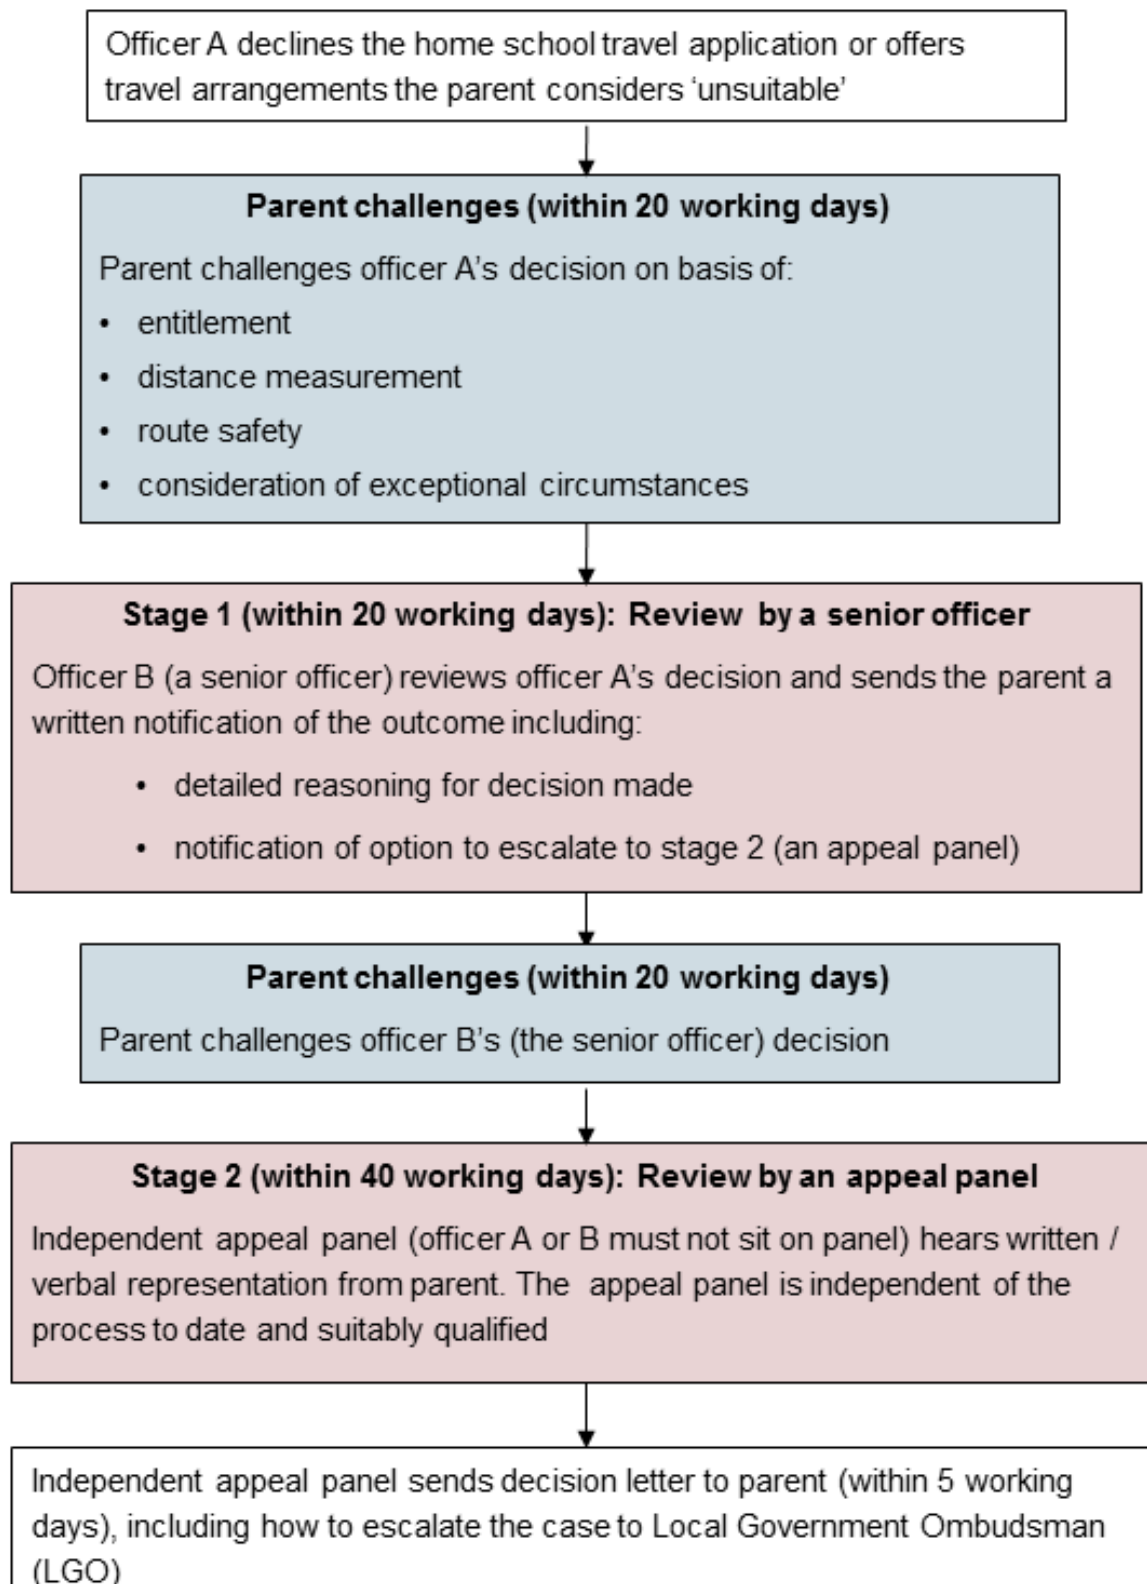 Officer A declines the home school travel application or offers
travel arrangements the parent considers ‘unsuitable’
Parent challenges (within 20 working days)
Parent challenges officer A’s decision on basis of:
• entitlement
• distance measurement
• route safety
• consideration of exceptional circumstances
Stage 1 (within 20 working days): Review by a senior officer
Officer B (a senior officer) reviews officer A’s decision and sends the parent a
written notification of the outcome including:
• detailed reasoning for decision made
• notification of option to escalate to stage 2 (an appeal panel)
Parent challenges (within 20 working days)
Parent challenges officer B’s (the senior officer) decision
Stage 2 (within 40 working days): Review by an appeal panel
Independent appeal panel (officer A or B must not sit on panel) hears written /
verbal representation from parent. The appeal panel is independent of the
process to date and suitably qualified
Independent appeal panel sends decision letter to parent (within 5 working
days), including how to escalate the case to Local Government Ombudsman
(LGO)